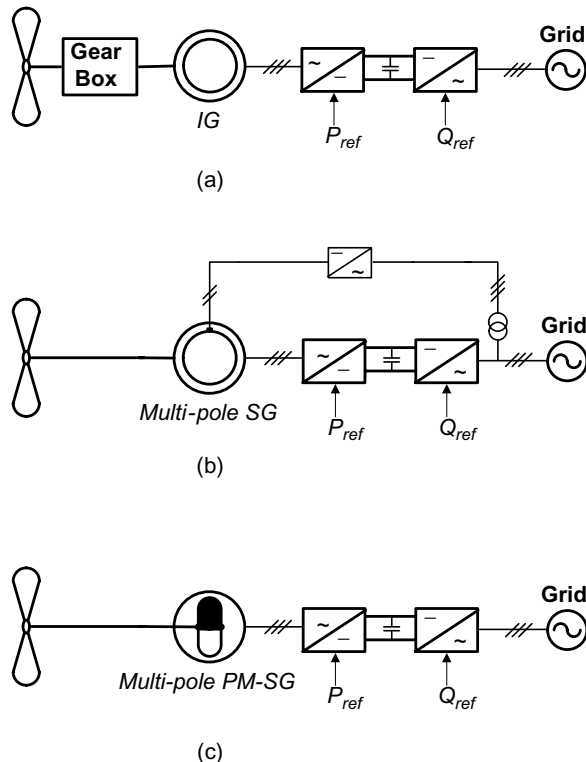 Gear
Box
Grid
IG
P_ref
Q_ref
(a)
Grid
Multi-pole SG
P_ref
Q_ref
(b)
Grid
Multi-pole PM-SG
P_ref
Q_ref
(c)